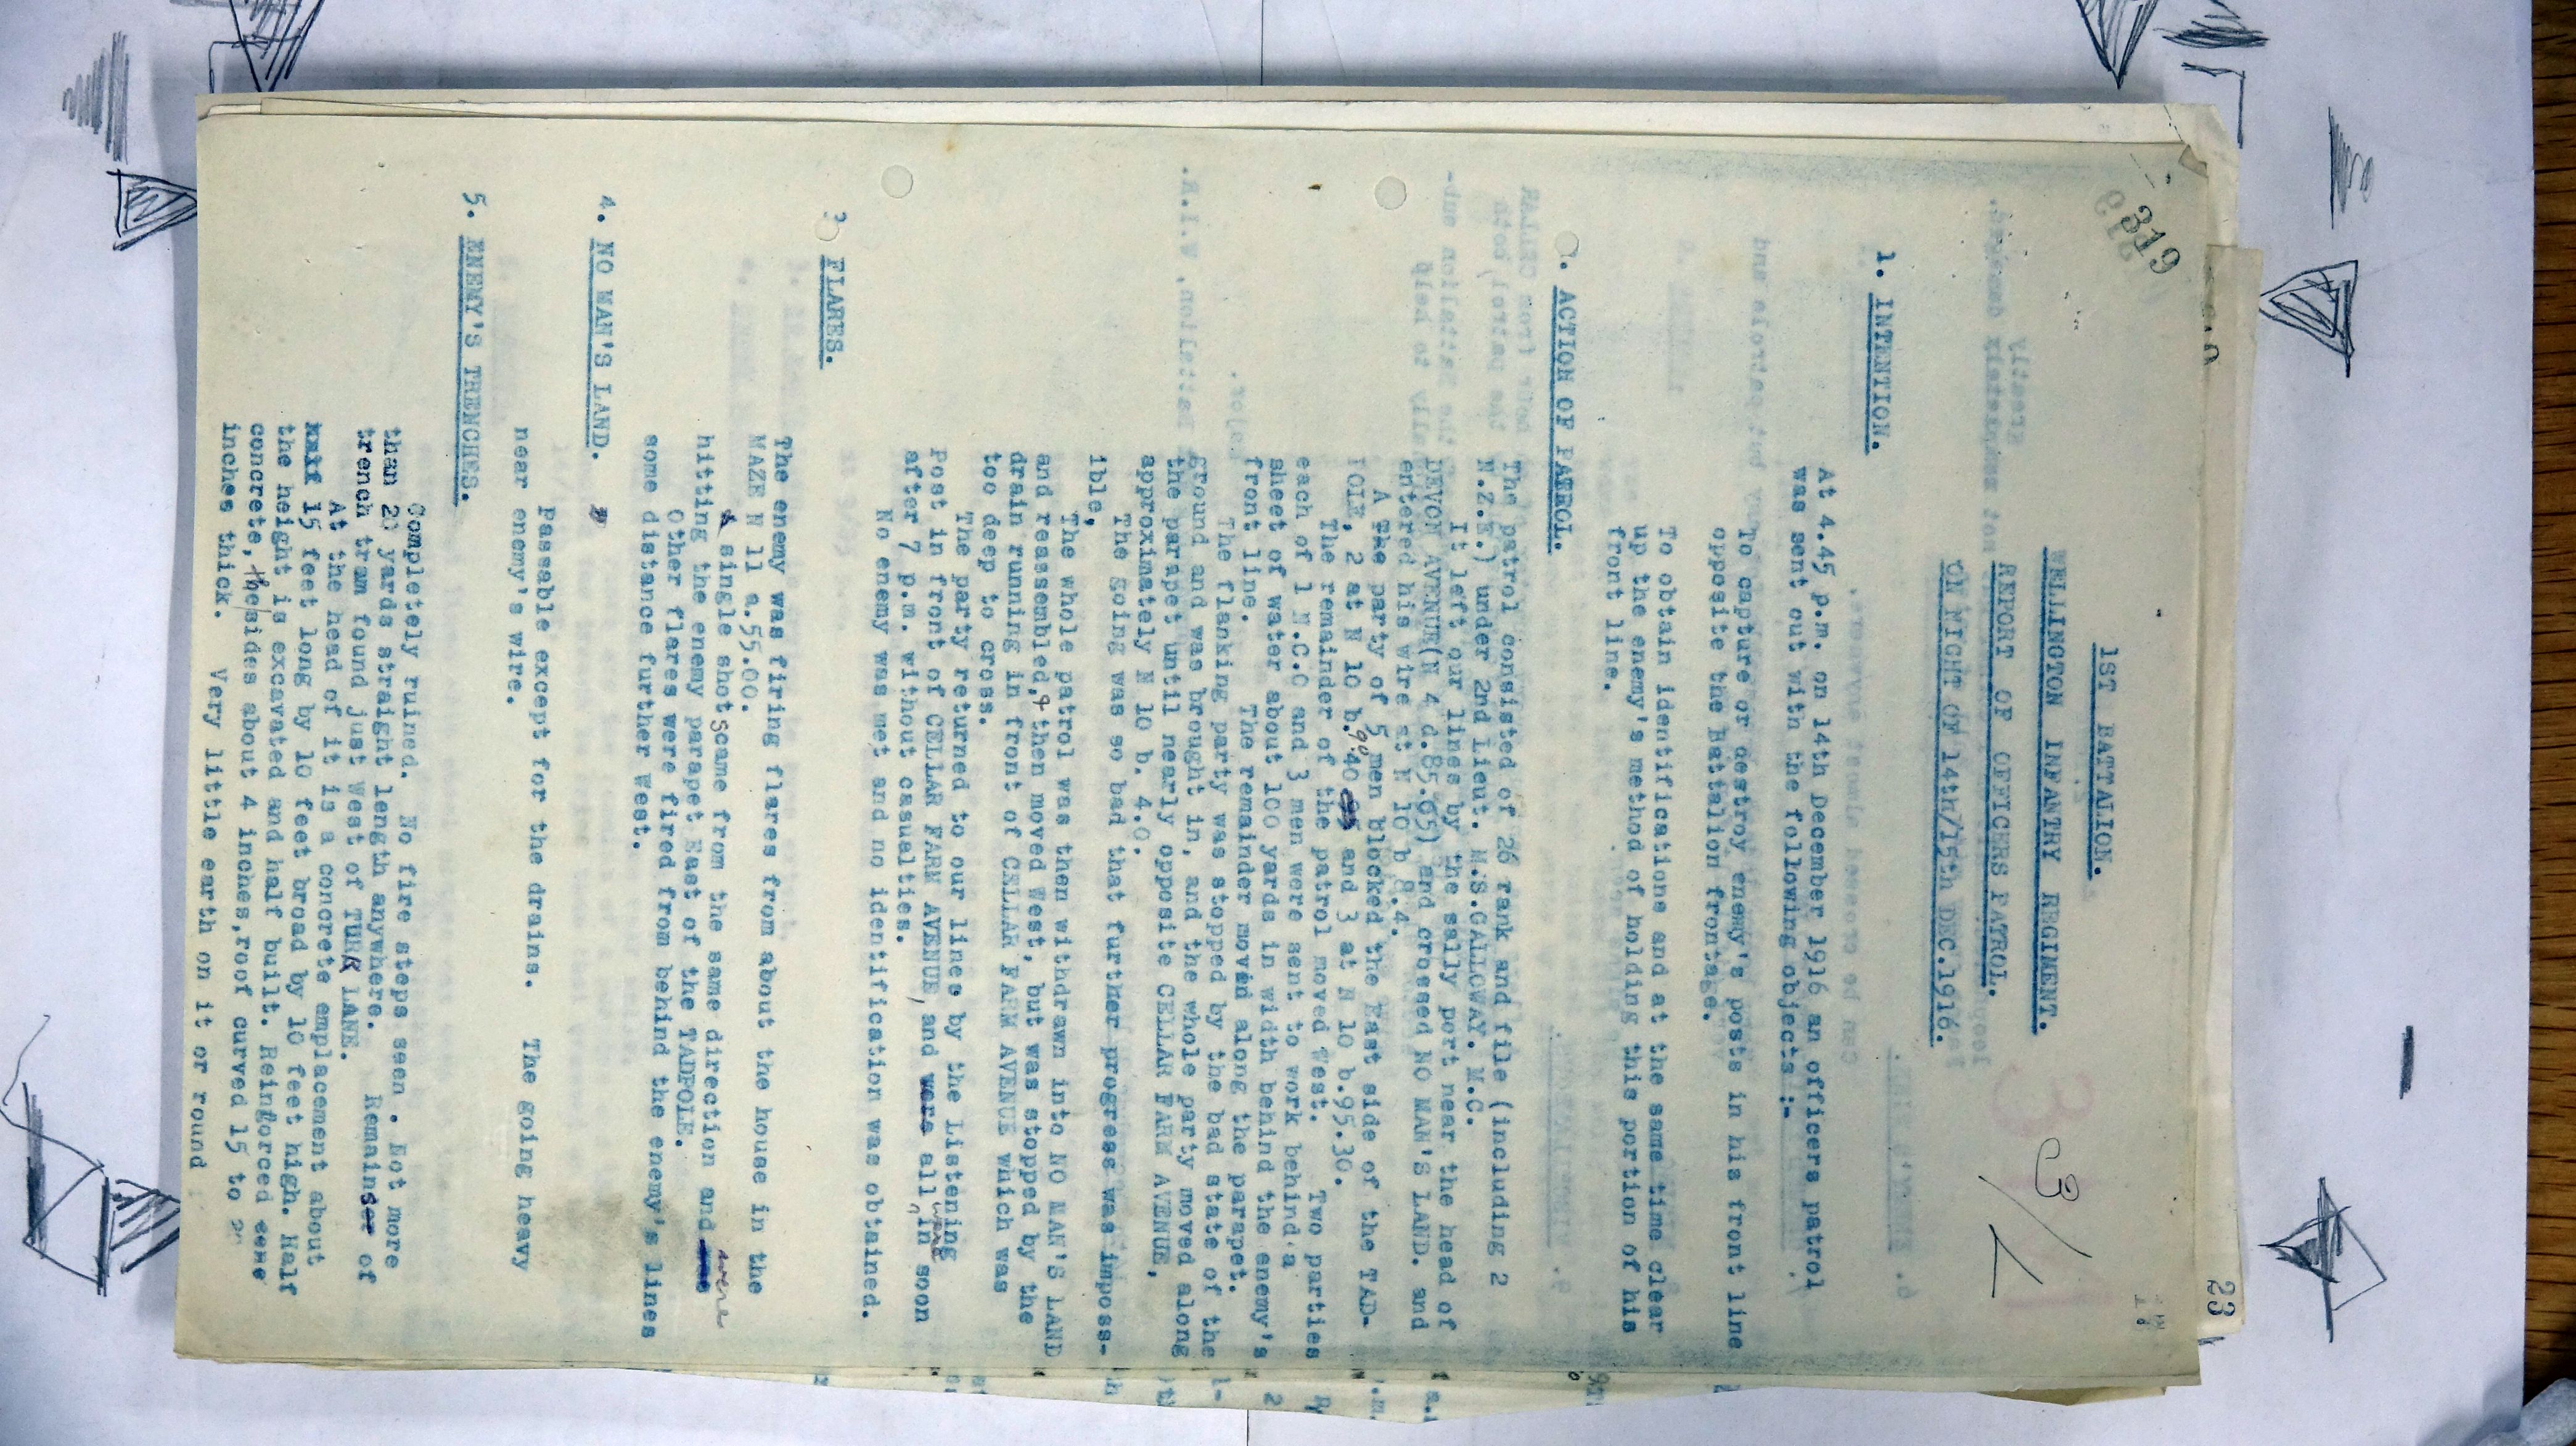 319
23
3/
1ST BATTALION.
WELLINGTON INFANTRY REGIMENT.
REPORT OF OFFICERS PATROL.
ON NIGHT OF 14th/15th DEC.1916.
1. INTENTION.
At 4.45 p.m. on 14th December 1916 an officers patrol
was sent out with the following objects :-
To capture or destroy enemy's posts in his front line
opposite the Battalion frontage.
To obtain identifications and at the same time clear
up the enemy's method of holding this portion of his
front line.
. ACTION OF PATROL.
The patrol consisted of 26 rank and file (including 2
N.Z.E.) under 2nd Lieut. M.S.GALLOWAY. M.C.
It left our lines by the sally port near the head of
DEVON AVENUE(N 4 d.85.05) and crossed NO MAN'S LAND. and
entered his wire at N 10 b 8.4.
A The party of 5 men blocked the East side of the TAD-
POLE, 2 at N 10 b.90.40 and 3 at N 10 b.95.30.
The remainder of the patrol moved West. Two parties
each of 1 N.C.O and 3 men were sent to work behind a
sheet of water about 100 yards in width behind the enemy's
front line. The remainder moved along the parapet.
The flanking party was stopped by the bad state of the
ground and was brought in, and the whole party moved along
the parapet until nearly opposite CELLAR FARM AVENUE,
approximately N 10 b. 4.0.
The going was so bad that further progress was imposs-
ible,
The whole patrol was then withdrawn into NO MAN'S LAND
and reassembled, & then moved West, but was stopped by the
drain running in front of CELLAR FARM AVENUE which was
too deep to cross.
The party returned to our lines by the Listening
Post in front of CELLAR FARM AVENUE, and were all were in soon
after 7 p.m. without casualties.
No enemy was met and no identification was obtained.
3 FLARES.
The enemy was firing flares from about the house in the
MAZE N 11 a.55.00.
A single shot s came from the same direction and were
hitting the enemy parapet East of the TADPOLE.
Other flares were fired from behind the enemy's lines
some distance further West.
4. NO MAN'S LAND.
Passable except for the drains. The going heavy
near enemy's wire.
5. ENEMY'S TRENCHES.
Completely ruined. No fire steps seen . Not more
than 20 yards straight length anywhere. Remainser of
trench tram found just West of TURK LANE.
At the head of it is a concrete emplacement about
15 feet long by 10 feet broad by 10 feet high. Half
the height is excavated and half built. Reinforced
concrete, the sides about 4 inches,roof curved 15 to
inches thick. Very little earth on it or round